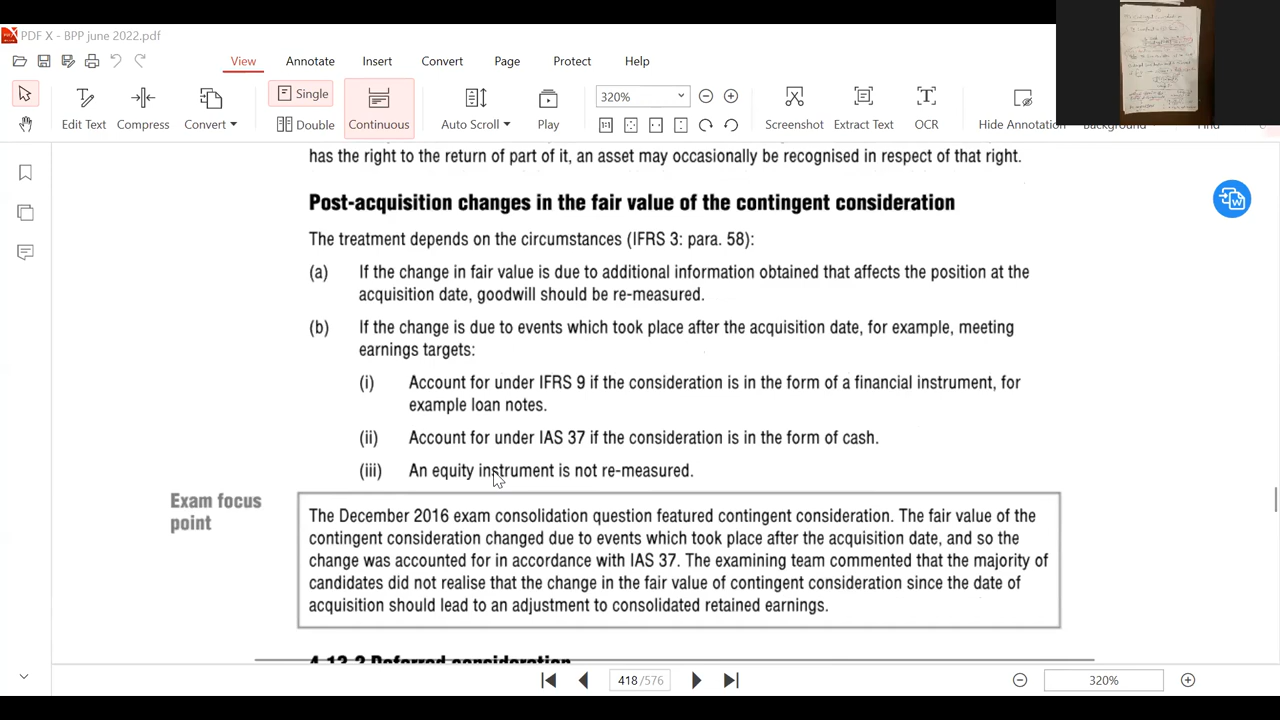 PDF X - BPP june 2022.pdf
View Annotate Insert Convert Page Protect Help
Single
Double
320%
Edit Text Compress Convert Continuous Auto Scroll Play Screenshot Extract Text OCR Hide Annotation
has the right to the return of part of it, an asset may occasionally be recognised in respect of that right.
Post-acquisition changes in the fair value of the contingent consideration
The treatment depends on the circumstances (IFRS 3: para. 58):
(a) If the change in fair value is due to additional information obtained that affects the position at the
acquisition date, goodwill should be re-measured.
(b) If the change is due to events which took place after the acquisition date, for example, meeting
earnings targets:
(i) Account for under IFRS 9 if the consideration is in the form of a financial instrument, for
example loan notes.
(ii) Account for under IAS 37 if the consideration is in the form of cash.
(iii) An equity instrument is not re-measured.
Exam focus
point
The December 2016 exam consolidation question featured contingent consideration. The fair value of the
contingent consideration changed due to events which took place after the acquisition date, and so the
change was accounted for in accordance with IAS 37. The examining team commented that the majority of
candidates did not realise that the change in the fair value of contingent consideration since the date of
acquisition should lead to an adjustment to consolidated retained earnings.
4.13.2 Deferred consideration
418/576
320%